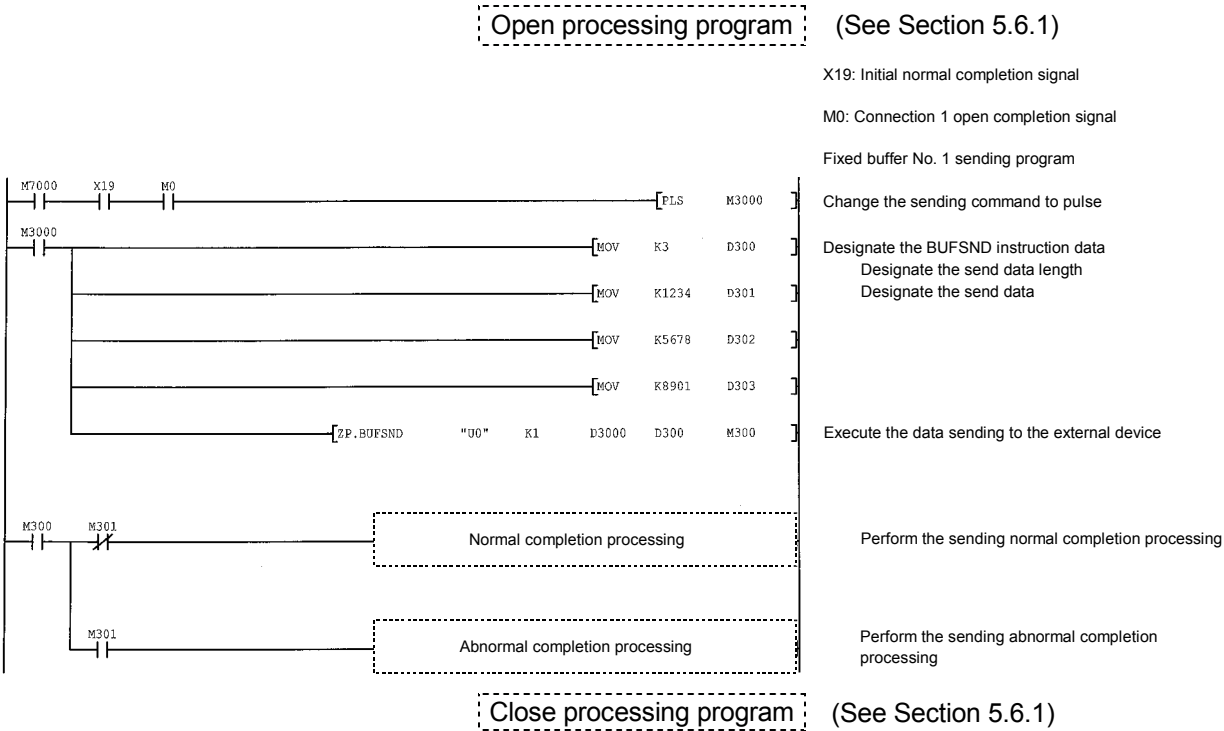 Open processing program (See Section 5.6.1)
X19: Initial normal completion signal
M0: Connection 1 open completion signal
Fixed buffer No. 1 sending program
M7000 X19 M0
PLS M3000 Change the sending command to pulse
M3000
MOV K3 D300 Designate the BUFSND instruction data
Designate the send data length
MOV K1234 D301 Designate the send data
MOV K5678 D302
MOV K8901 D303
ZP.BUFSND "U0" K1 D3000 D300 M300 Execute the data sending to the external device
M300 M301
Normal completion processing Perform the sending normal completion processing
M301
Abnormal completion processing Perform the sending abnormal completion
processing
Close processing program (See Section 5.6.1)